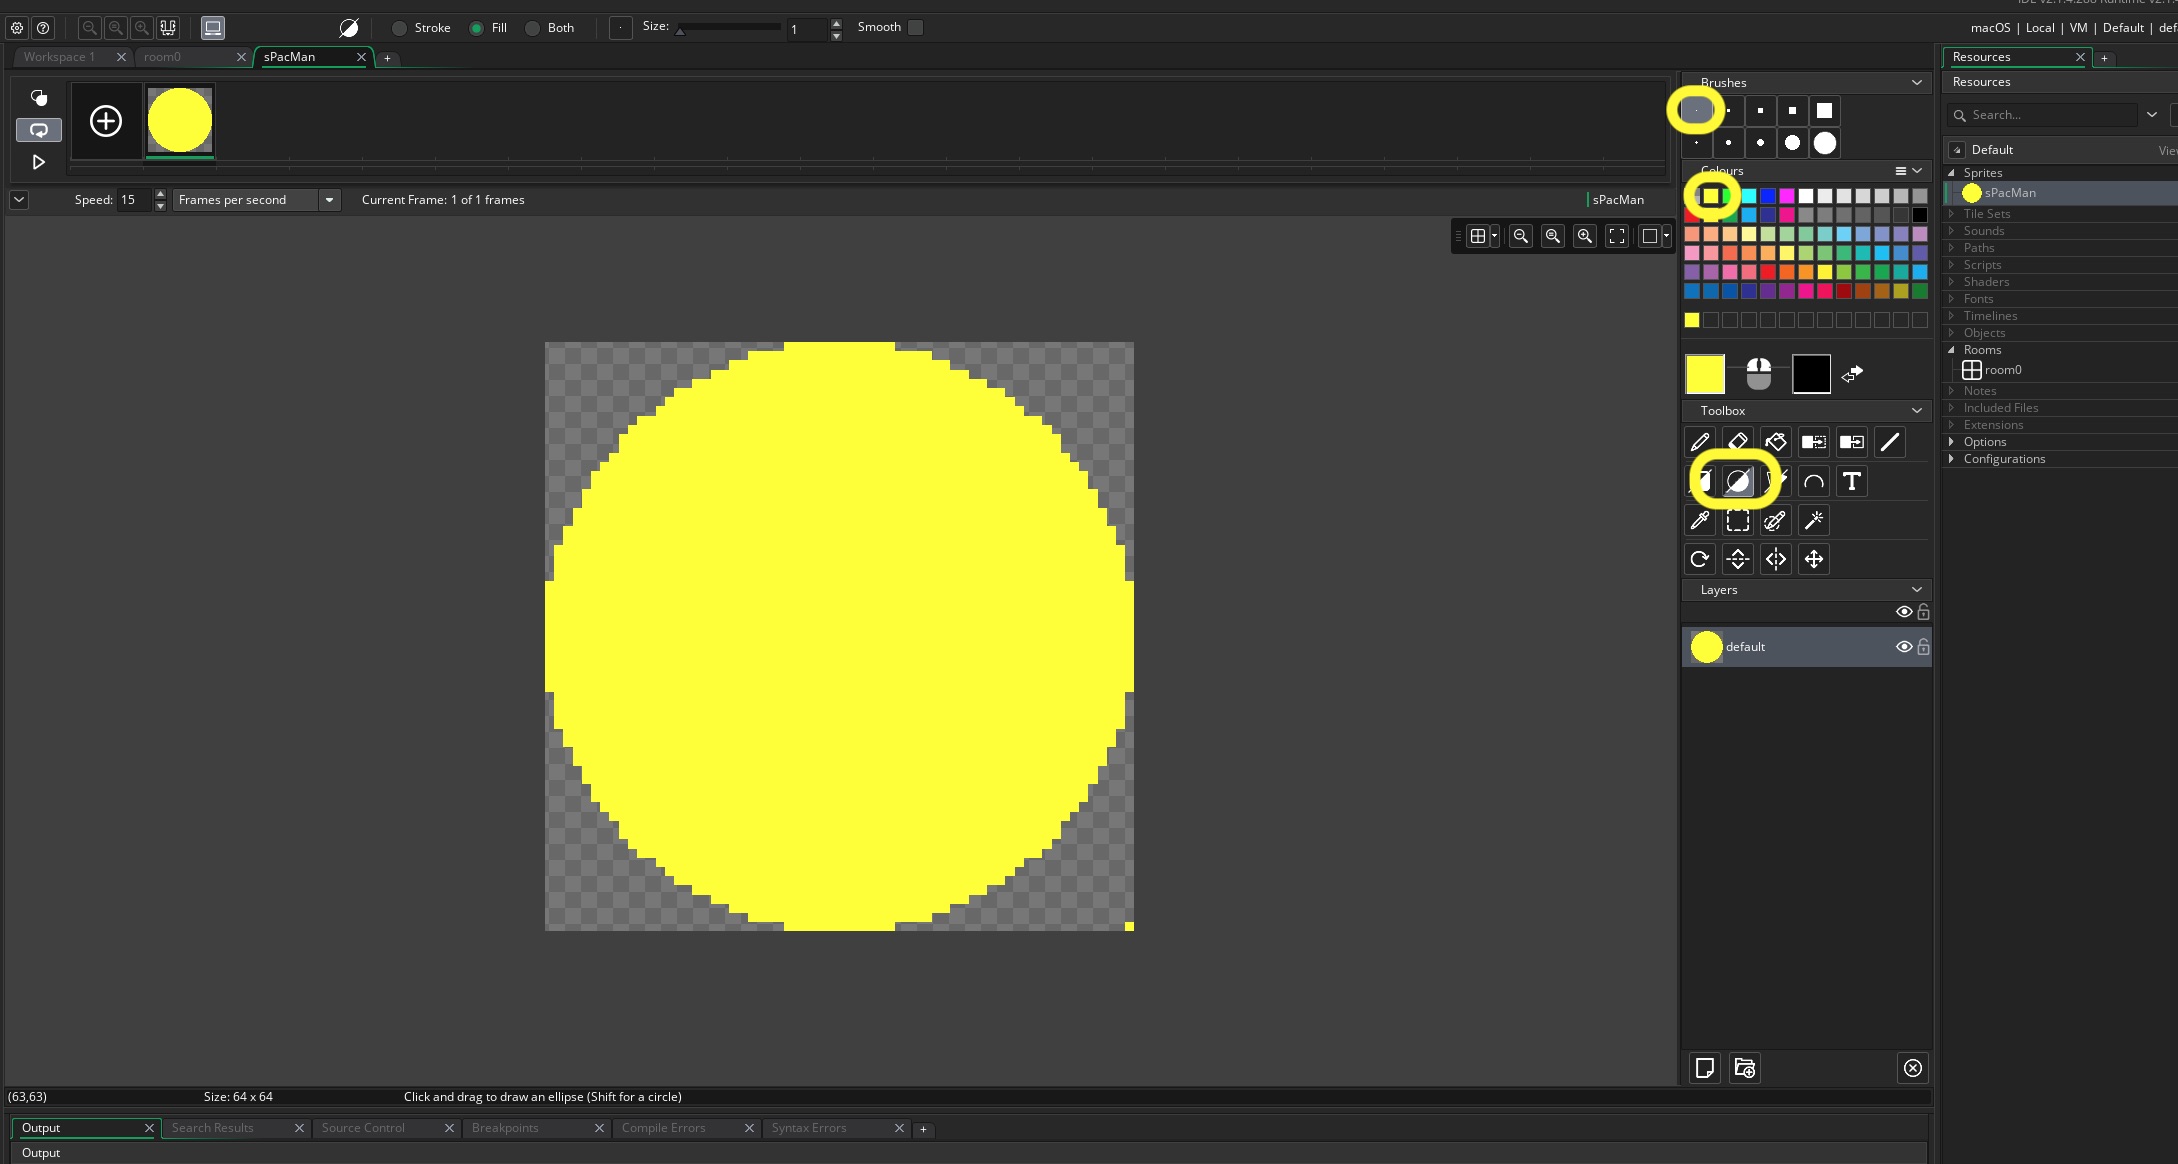 Stroke Fill Both Size: 1 Smooth
macOS | Local | VM | Default |
Workspace 1 room0 sPacMan +
Resources +
Resources
Brushes
Search...
Default
Sprites
sPacMan
Tile Sets
Sounds
Paths
Scripts
Shaders
Fonts
Timelines
Objects
Rooms
room0
Notes
Included Files
Extensions
Options
Configurations
Colours
Speed: 15 Frames per second Current Frame: 1 of 1 frames sPacMan
Toolbox
T
Layers
default
(63,63) Size: 64 x 64 Click and drag to draw an ellipse (Shift for a circle)
Output Search Results Source Control Breakpoints Compile Errors Syntax Errors +
Output